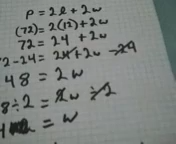 P = 2l + 2w
(72) = 2(12) + 2w
72 = 24 + 2w
72-24 = 24 + 2w -24
48 = 2w
8÷2 = 2w ÷2
= w